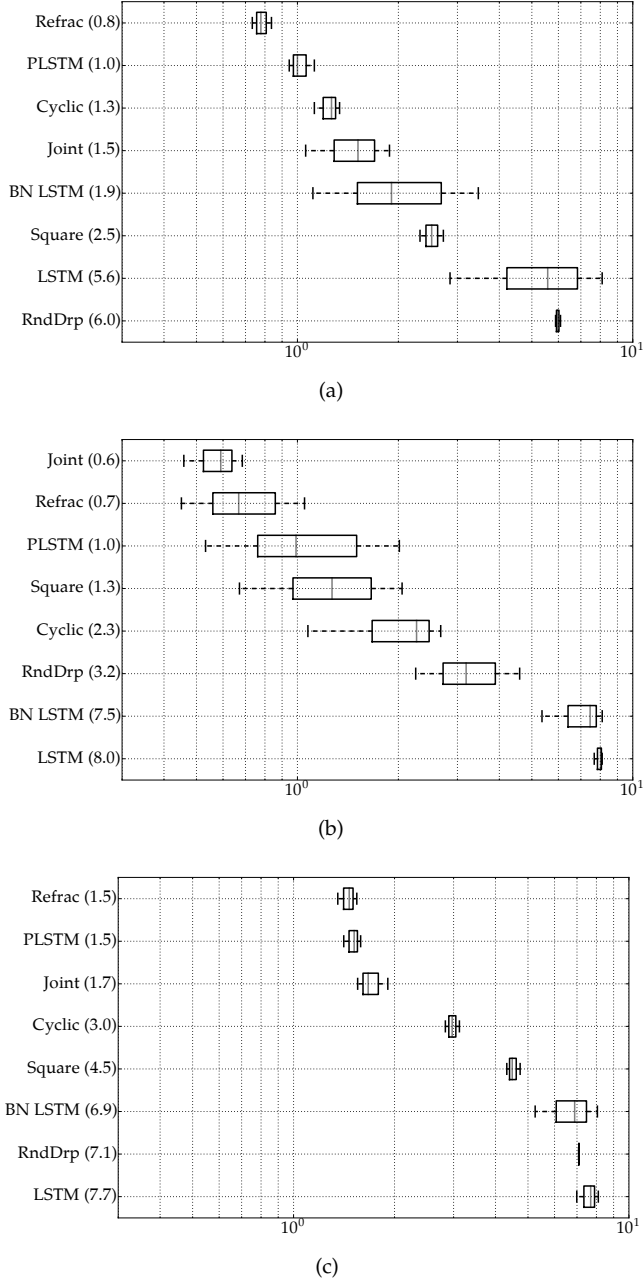 Refrac (0.8)
PLSTM (1.0)
Cyclic (1.3)
Joint (1.5)
BN LSTM (1.9)
Square (2.5)
LSTM (5.6)
RndDrp (6.0)
10⁰ 10¹
(a)
Joint (0.6)
Refrac (0.7)
PLSTM (1.0)
Square (1.3)
Cyclic (2.3)
RndDrp (3.2)
BN LSTM (7.5)
LSTM (8.0)
10⁰ 10¹
(b)
Refrac (1.5)
PLSTM (1.5)
Joint (1.7)
Cyclic (3.0)
Square (4.5)
BN LSTM (6.9)
RndDrp (7.1)
LSTM (7.7)
10⁰ 10¹
(c)